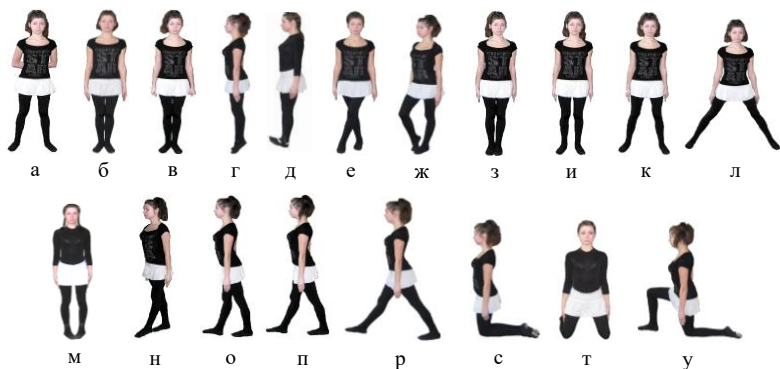 а б в г д е ж з и к л
м н о п р с т у